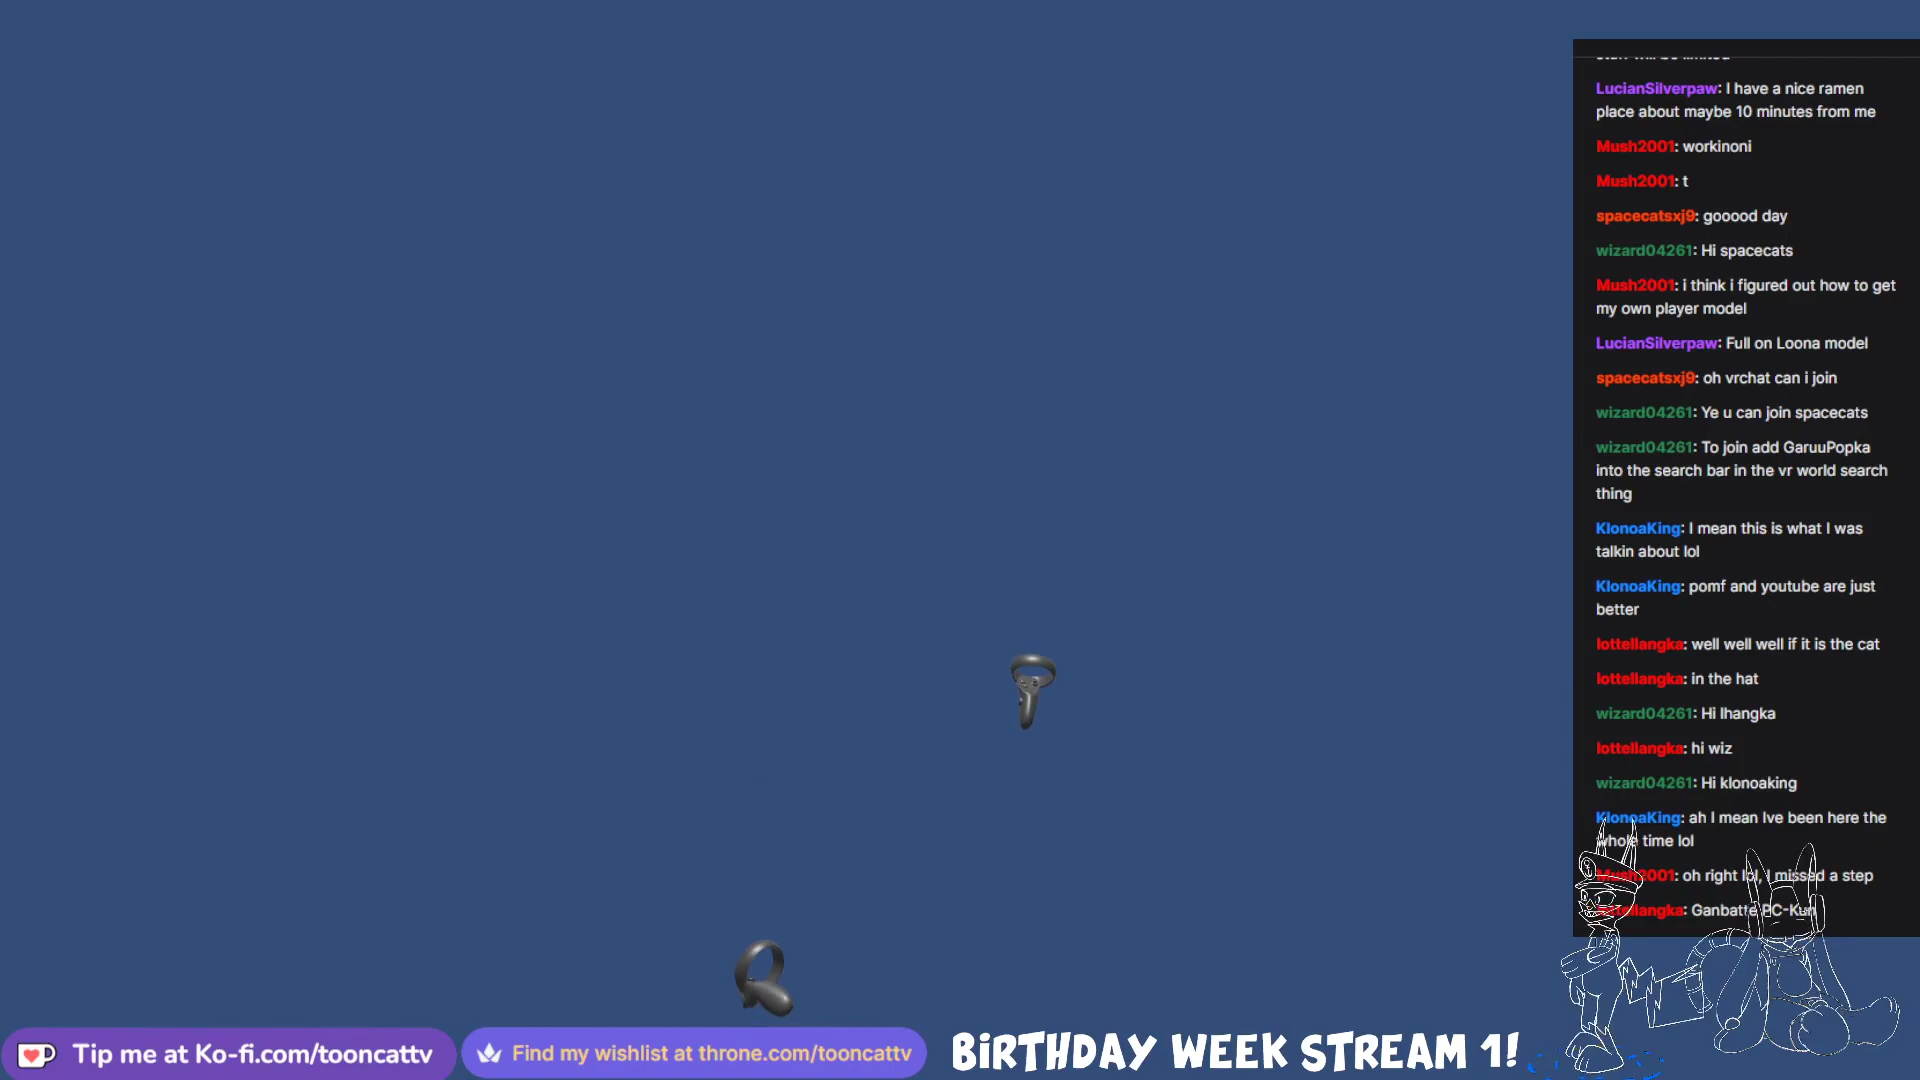 LucianSilverpaw: I have a nice ramen
place about maybe 10 minutes from me
Mush2001: workinoni
Mush2001: t
spacecatsxj9: gooood day
wizard04261: Hi spacecats
Mush2001: i think i figured out how to get
my own player model
LucianSilverpaw: Full on Loona model
spacecatsxj9: oh vrchat can i join
wizard04261: Ye u can join spacecats
wizard04261: To join add GaruuPopka
into the search bar in the vr world search
thing
KlonoaKing: I mean this is what I was
talkin about lol
KlonoaKing: pomf and youtube are just
better
lottellangka: well well well if it is the cat
lottellangka: in the hat
wizard04261: Hi lhangka
lottellangka: hi wiz
wizard04261: Hi klonoaking
KlonoaKing: ah I mean Ive been here the
whole time lol
Mush2001: oh right lol, I missed a step
lottellangka: Ganbatte PC-Kun
Tip me at Ko-fi.com/tooncattv
Find my wishlist at throne.com/tooncattv
BiRTHDAY WEEK STREAM 1!